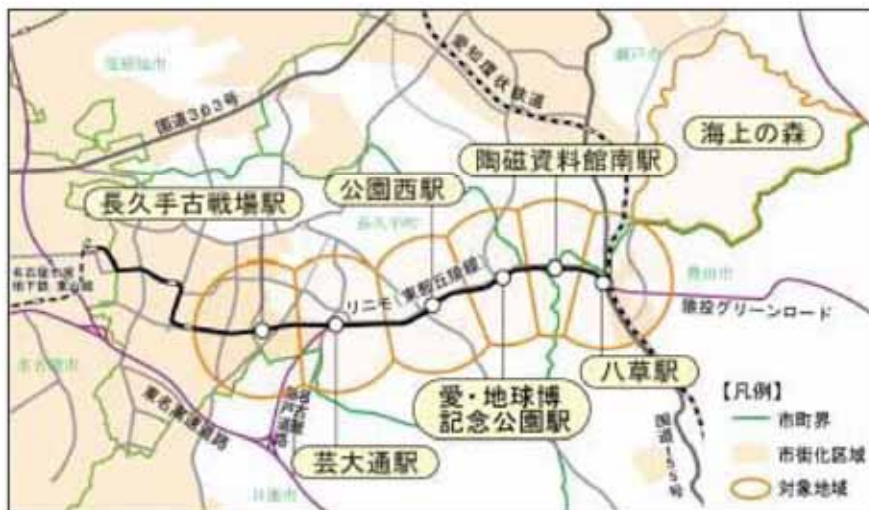 国道363号
愛知環状鉄道
瀬戸市
海上の森
陶磁資料館南駅
公園西駅
長久手古戦場駅
長久手町
豊田市
リニモ(東部丘陵線)
猿投グリーンロード
名古屋市
東名高速道路
八草駅
愛・地球博
記念公園駅
芸大通駅
日進市
国道155号
【凡例】
市町界
市街化区域
対象地域